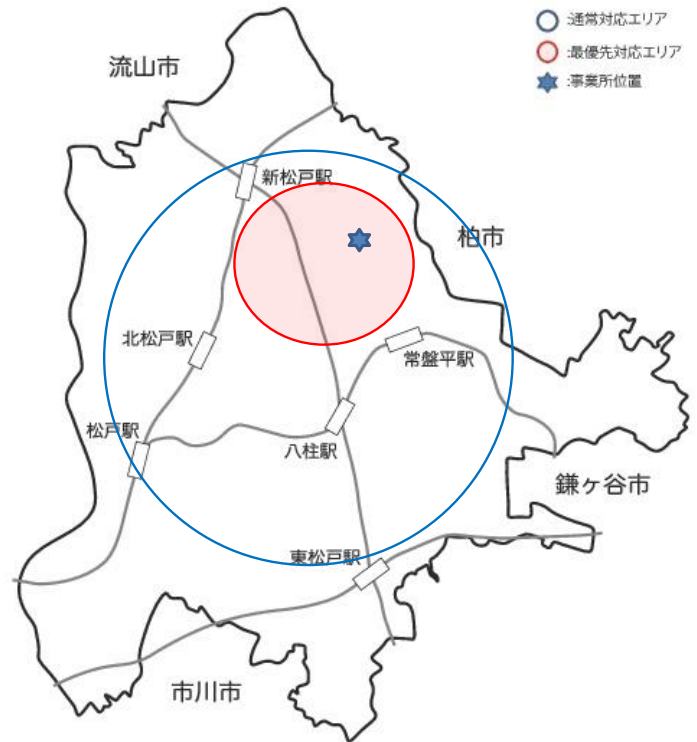 :通常対応エリア
:最優先対応エリア
:事業所位置
流山市
新松戸駅
柏市
北松戸駅
常盤平駅
松戸駅
八柱駅
鎌ヶ谷市
東松戸駅
市川市